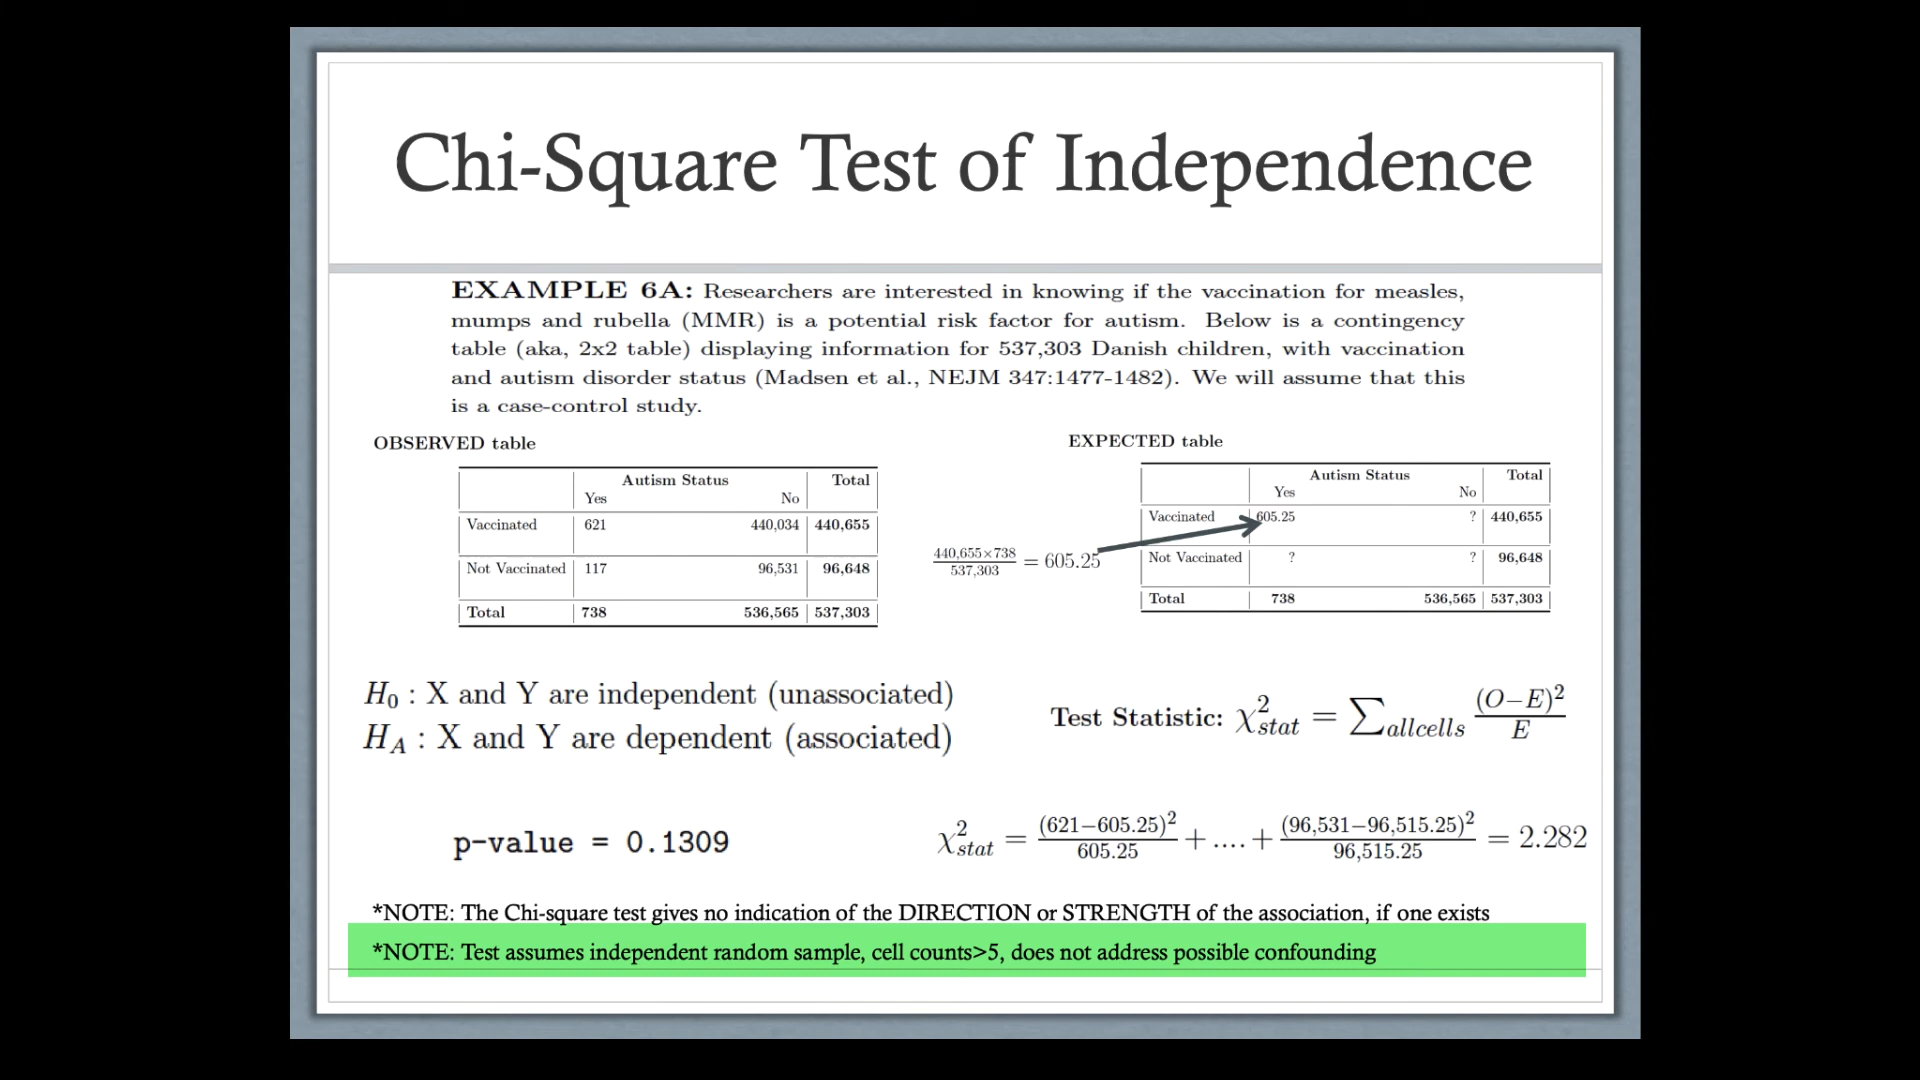 Chi-Square Test of Independence
EXAMPLE 6A: Researchers are interested in knowing if the vaccination for measles,
mumps and rubella (MMR) is a potential risk factor for autism. Below is a contingency
table (aka, 2x2 table) displaying information for 537,303 Danish children, with vaccination
and autism disorder status (Madsen et al., NEJM 347:1477-1482). We will assume that this
is a case-control study.
OBSERVED table
Autism Status Total
Yes No
Vaccinated 621 440,034 440,655
Not Vaccinated 117 96,531 96,648
Total 738 536,565 537,303
440,655×738 / 537,303 = 605.25
EXPECTED table
Autism Status Total
Yes No
Vaccinated 605.25 ? 440,655
Not Vaccinated ? ? 96,648
Total 738 536,565 537,303
H₀ : X and Y are independent (unassociated)
H_A : X and Y are dependent (associated)
Test Statistic: χ²_stat = ∑_allcells (O−E)² / E
p-value = 0.1309
χ²_stat = (621−605.25)² / 605.25 + .... + (96,531−96,515.25)² / 96,515.25 = 2.282
*NOTE: The Chi-square test gives no indication of the DIRECTION or STRENGTH of the association, if one exists
*NOTE: Test assumes independent random sample, cell counts>5, does not address possible confounding